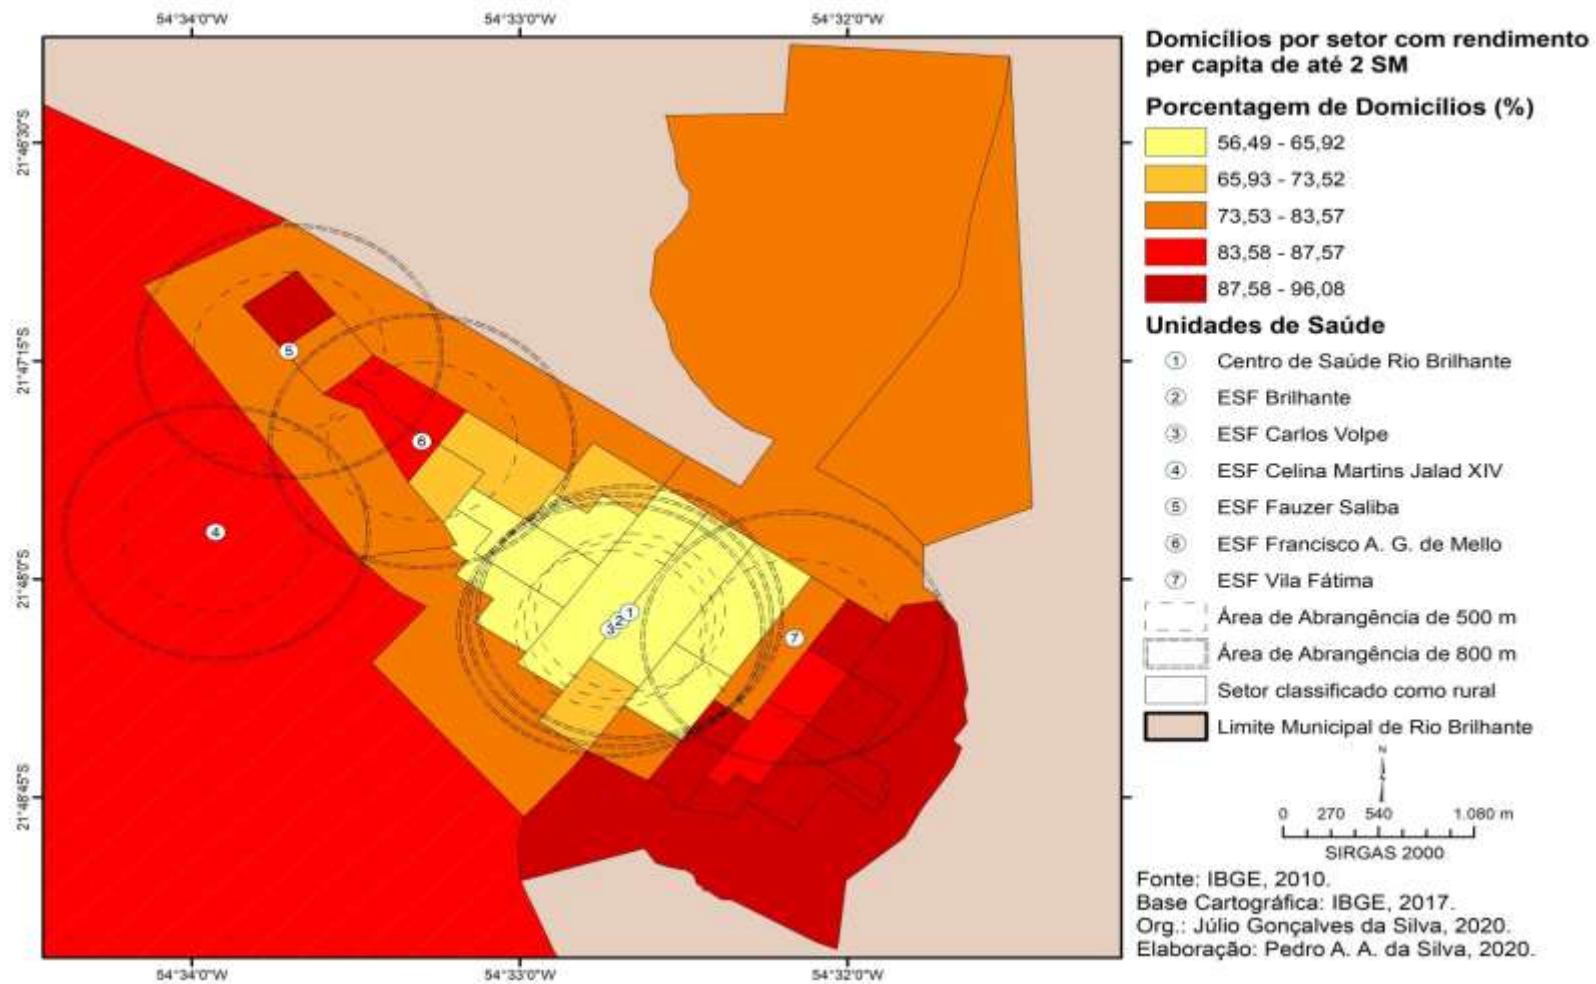 54°34'0"W
54°33'0"W
54°32'0"W
21°46'30"S
21°47'15"S
21°48'0"S
21°48'45"S
5
6
4
3
2
1
7
54°34'0"W
54°33'0"W
54°32'0"W
Domicílios por setor com rendimento
per capita de até 2 SM
Porcentagem de Domicílios (%)
56,49 - 65,92
65,93 - 73,52
73,53 - 83,57
83,58 - 87,57
87,58 - 96,08
Unidades de Saúde
1 Centro de Saúde Rio Brilhante
2 ESF Brilhante
3 ESF Carlos Volpe
4 ESF Celina Martins Jalad XIV
5 ESF Fauzer Saliba
6 ESF Francisco A. G. de Mello
7 ESF Vila Fátima
Área de Abrangência de 500 m
Área de Abrangência de 800 m
Setor classificado como rural
Limite Municipal de Rio Brilhante
N
0 270 540 1.080 m
SIRGAS 2000
Fonte: IBGE, 2010.
Base Cartográfica: IBGE, 2017.
Org.: Júlio Gonçalves da Silva, 2020.
Elaboração: Pedro A. A. da Silva, 2020.